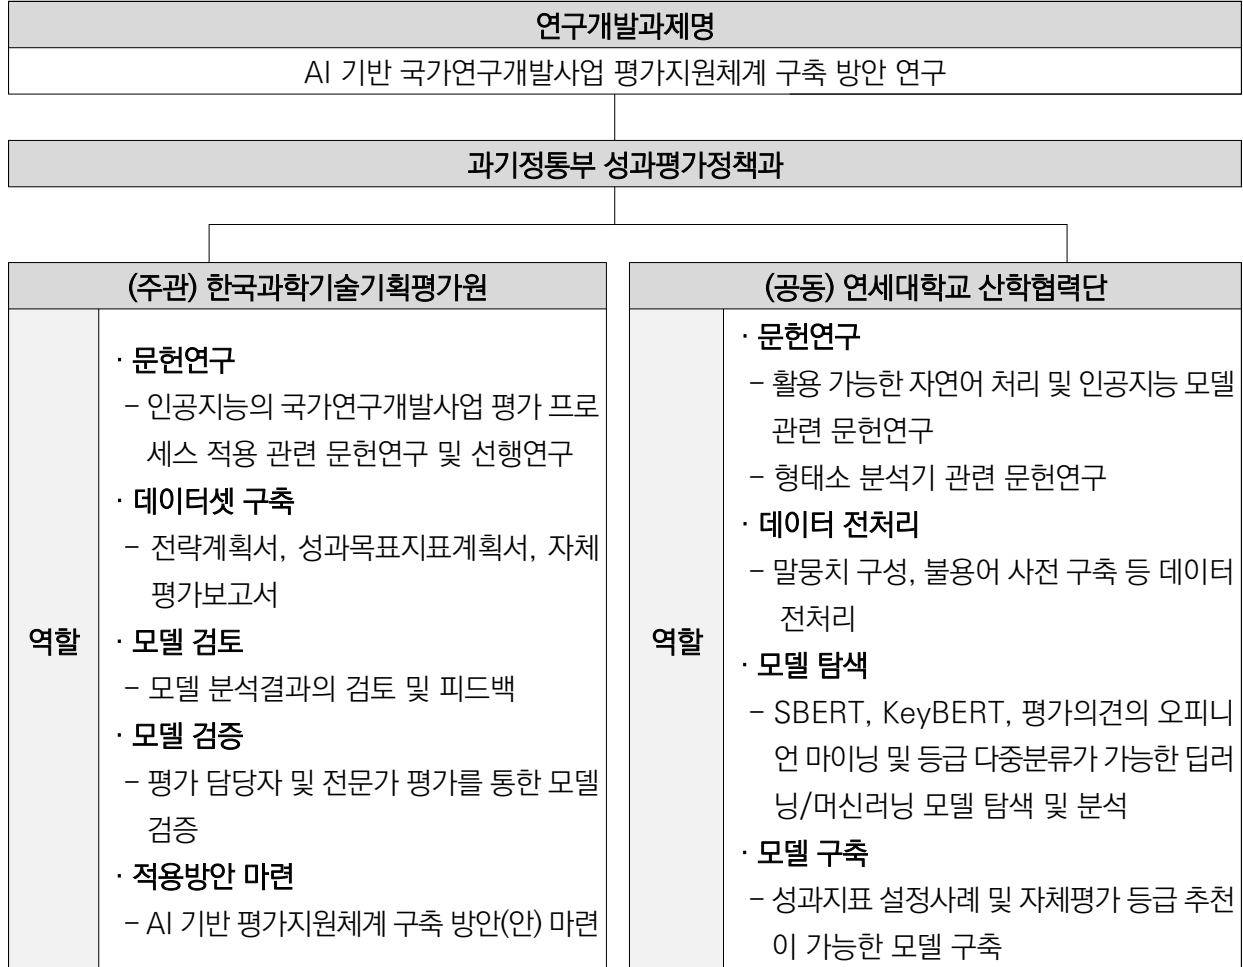 연구개발과제명
AI 기반 국가연구개발사업 평가지원체계 구축 방안 연구
과기정통부 성과평가정책과
(주관) 한국과학기술기획평가원
역할
· 문헌연구
- 인공지능의 국가연구개발사업 평가 프로
세스 적용 관련 문헌연구 및 선행연구
· 데이터셋 구축
- 전략계획서, 성과목표지표계획서, 자체
평가보고서
· 모델 검토
- 모델 분석결과의 검토 및 피드백
· 모델 검증
- 평가 담당자 및 전문가 평가를 통한 모델
검증
· 적용방안 마련
- AI 기반 평가지원체계 구축 방안(안) 마련
(공동) 연세대학교 산학협력단
역할
· 문헌연구
- 활용 가능한 자연어 처리 및 인공지능 모델
관련 문헌연구
- 형태소 분석기 관련 문헌연구
· 데이터 전처리
- 말뭉치 구성, 불용어 사전 구축 등 데이터
전처리
· 모델 탐색
- SBERT, KeyBERT, 평가의견의 오피니
언 마이닝 및 등급 다중분류가 가능한 딥러
닝/머신러닝 모델 탐색 및 분석
· 모델 구축
- 성과지표 설정사례 및 자체평가 등급 추천
이 가능한 모델 구축